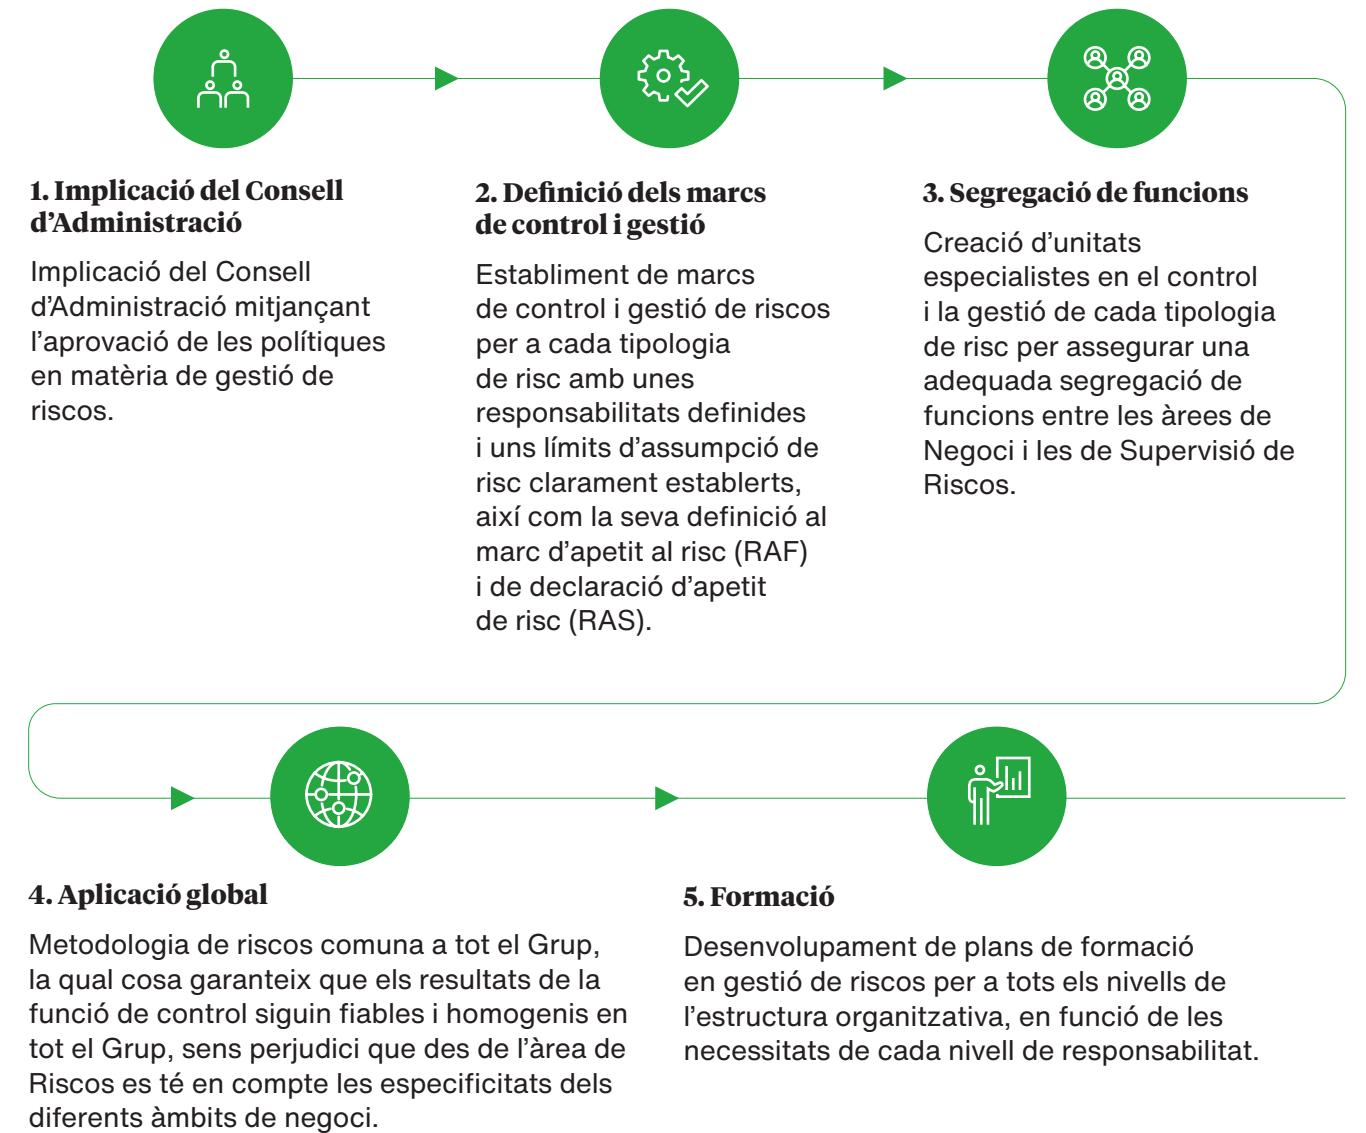 1. Implicació del Consell
d’Administració
Implicació del Consell
d’Administració mitjançant
l’aprovació de les polítiques
en matèria de gestió de
riscos.
2. Definició dels marcs
de control i gestió
Establiment de marcs
de control i gestió de riscos
per a cada tipologia
de risc amb unes
responsabilitats definides
i uns límits d’assumpció de
risc clarament establerts,
així com la seva definició al
marc d’apetit al risc (RAF)
i de declaració d’apetit
de risc (RAS).
3. Segregació de funcions
Creació d’unitats
especialistes en el control
i la gestió de cada tipologia
de risc per assegurar una
adequada segregació de
funcions entre les àrees de
Negoci i les de Supervisió de
Riscos.
4. Aplicació global
Metodologia de riscos comuna a tot el Grup,
la qual cosa garanteix que els resultats de la
funció de control siguin fiables i homogenis en
tot el Grup, sens perjudici que des de l’àrea de
Riscos es té en compte les especificitats dels
diferents àmbits de negoci.
5. Formació
Desenvolupament de plans de formació
en gestió de riscos per a tots els nivells de
l’estructura organitzativa, en funció de les
necessitats de cada nivell de responsabilitat.